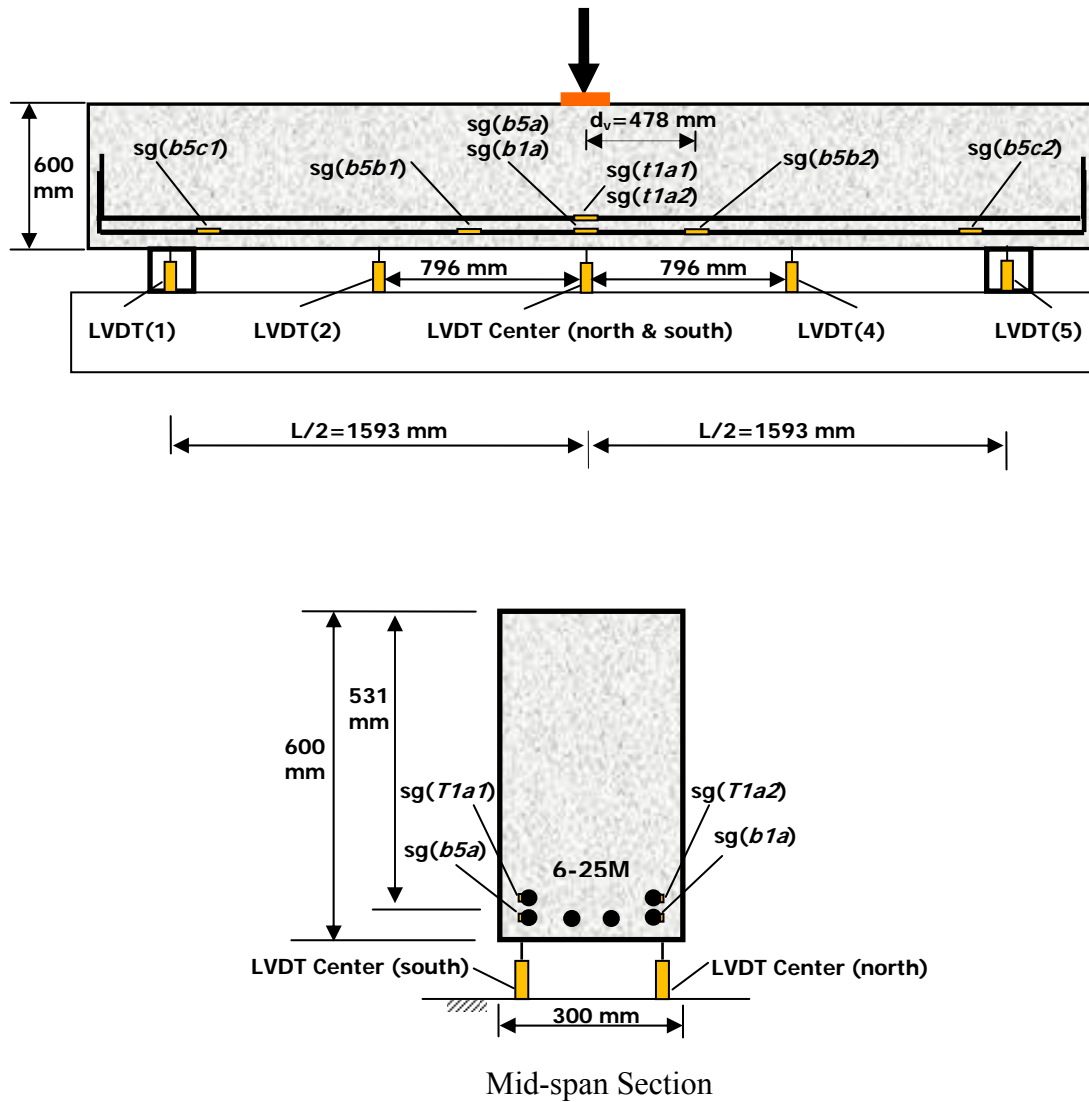 sg(b5a)
sg(b1a)
dv=478 mm
600
mm
sg(b5c1)
sg(b5b1)
sg(t1a1)
sg(t1a2)
sg(b5b2)
sg(b5c2)
796 mm
796 mm
LVDT(1)
LVDT(2)
LVDT Center (north & south)
LVDT(4)
LVDT(5)
L/2=1593 mm
L/2=1593 mm
531
mm
600
mm
sg(T1a1)
sg(T1a2)
sg(b5a)
sg(b1a)
6-25M
LVDT Center (south)
LVDT Center (north)
300 mm
Mid-span Section